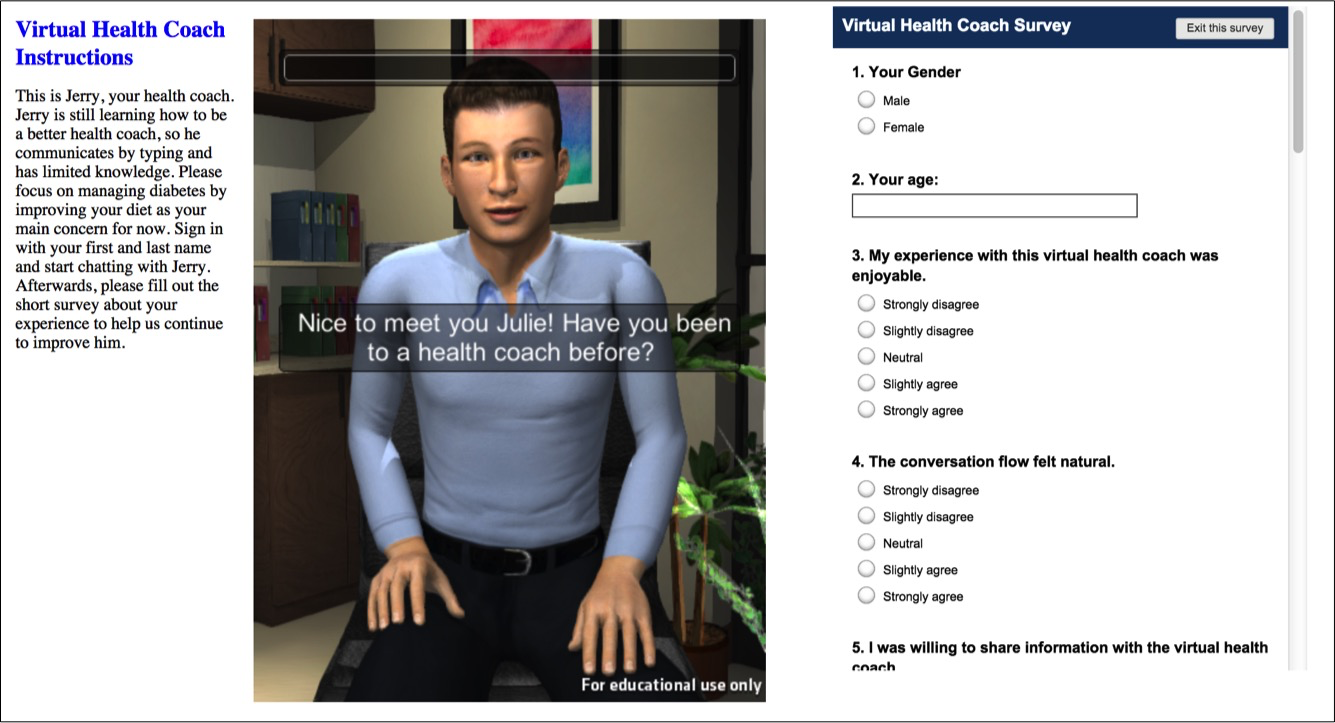 Virtual Health Coach
Instructions
This is Jerry, your health coach.
Jerry is still learning how to be
a better health coach, so he
communicates by typing and
has limited knowledge. Please
focus on managing diabetes by
improving your diet as your
main concern for now. Sign in
with your first and last name
and start chatting with Jerry.
Afterwards, please fill out the
short survey about your
experience to help us continue
to improve him.
Nice to meet you Julie! Have you been
to a health coach before?
For educational use only
Virtual Health Coach Survey
Exit this survey
1. Your Gender
Male
Female
2. Your age:
3. My experience with this virtual health coach was
enjoyable.
Strongly disagree
Slightly disagree
Neutral
Slightly agree
Strongly agree
4. The conversation flow felt natural.
Strongly disagree
Slightly disagree
Neutral
Slightly agree
Strongly agree
5. I was willing to share information with the virtual health
coach